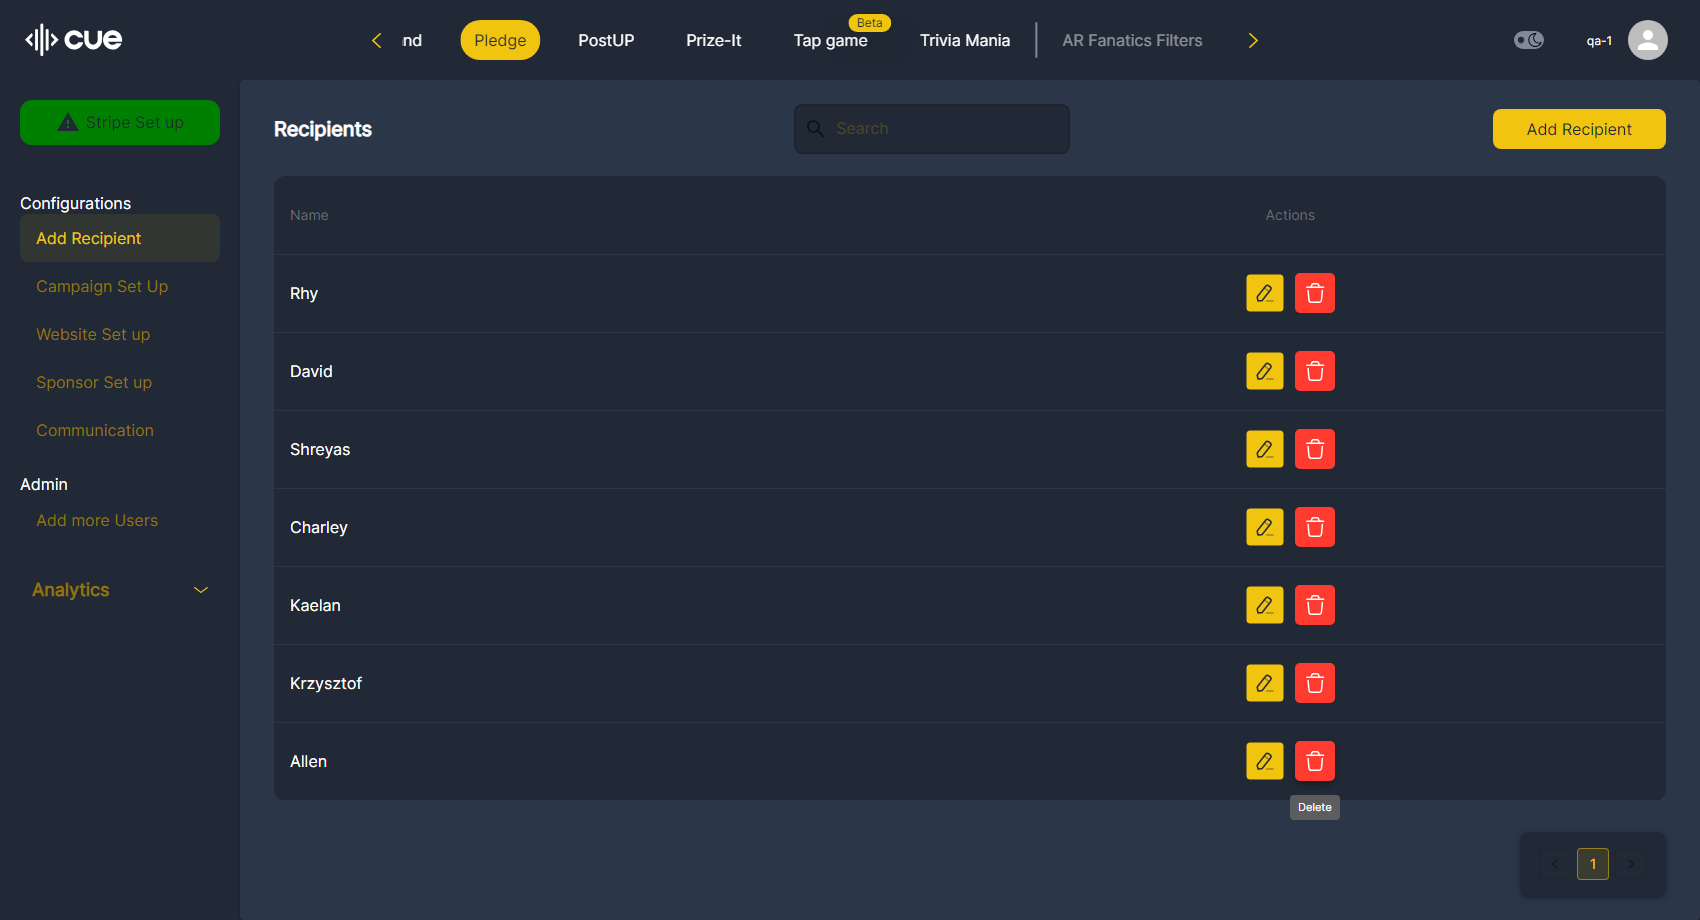 cue
nd
Pledge
PostUP
Prize-It
Beta
Tap game
Trivia Mania
AR Fanatics Filters
qa-1
Stripe Set up
Configurations
Add Recipient
Campaign Set Up
Website Set up
Sponsor Set up
Communication
Admin
Add more Users
Analytics
Recipients
Search
Add Recipient
Name
Actions
Rhy
David
Shreyas
Charley
Kaelan
Krzysztof
Allen
Delete
1